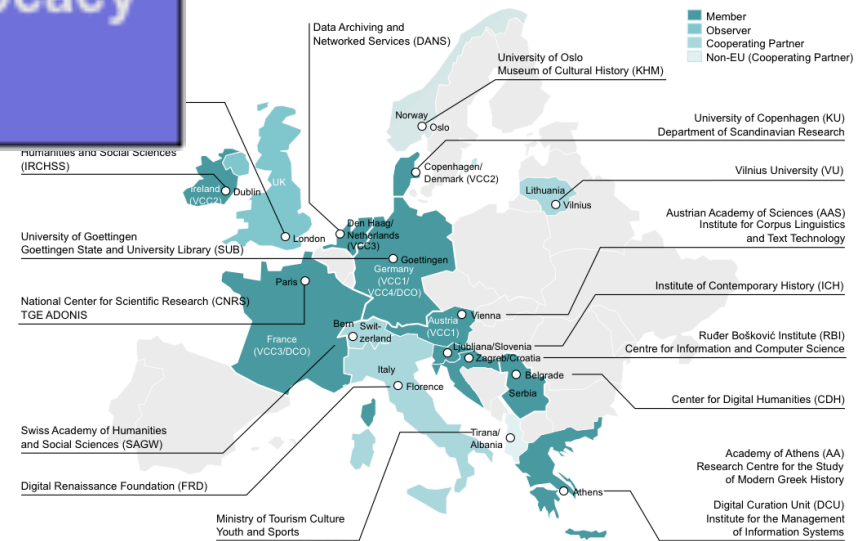 Data Archiving and
Networked Services (DANS)
Member
Observer
Cooperating Partner
Non-EU (Cooperating Partner)
University of Oslo
Museum of Cultural History (KHM)
Norway
Oslo
University of Copenhagen (KU)
Department of Scandinavian Research
Humanities and Social Sciences
(IRCHSS)
Copenhagen/
Denmark (VCC2)
Vilnius University (VU)
Ireland
(VCC2)
Dublin
UK
Lithuania
Vilnius
Den Haag/
Netherlands
(VCC3)
London
Austrian Academy of Sciences (AAS)
Institute for Corpus Linguistics
and Text Technology
University of Goettingen
Goettingen State and University Library (SUB)
Goettingen
Germany
(VCC1/
VCC4/DCO)
Paris
Institute of Contemporary History (ICH)
National Center for Scientific Research (CNRS)
TGE ADONIS
Vienna
Austria
(VCC1)
Bern
Swit-
zerland
France
(VCC3/DCO)
Ljubljana/Slovenia
Zagreb/Croatia
Ruđer Bošković Institute (RBI)
Centre for Information and Computer Science
Italy
Florence
Belgrade
Serbia
Center for Digital Humanities (CDH)
Swiss Academy of Humanities
and Social Sciences (SAGW)
Tirana/
Albania
Academy of Athens (AA)
Research Centre for the Study
of Modern Greek History
Digital Renaissance Foundation (FRD)
Athens
Digital Curation Unit (DCU)
Institute for the Management
of Information Systems
Ministry of Tourism Culture
Youth and Sports